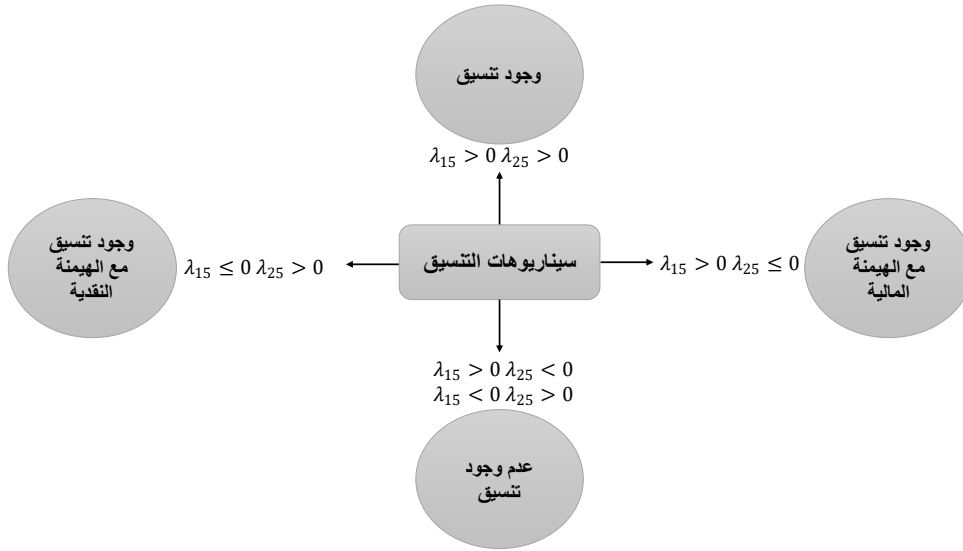 وجود تنسيق
λ₁₅ > 0 λ₂₅ > 0
وجود تنسيق
مع الهيمنة
المالية
λ₁₅ > 0 λ₂₅ ≤ 0
سيناريوهات التنسيق
λ₁₅ ≤ 0 λ₂₅ > 0
وجود تنسيق
مع الهيمنة
النقدية
λ₁₅ > 0 λ₂₅ < 0
λ₁₅ < 0 λ₂₅ > 0
عدم وجود
تنسيق